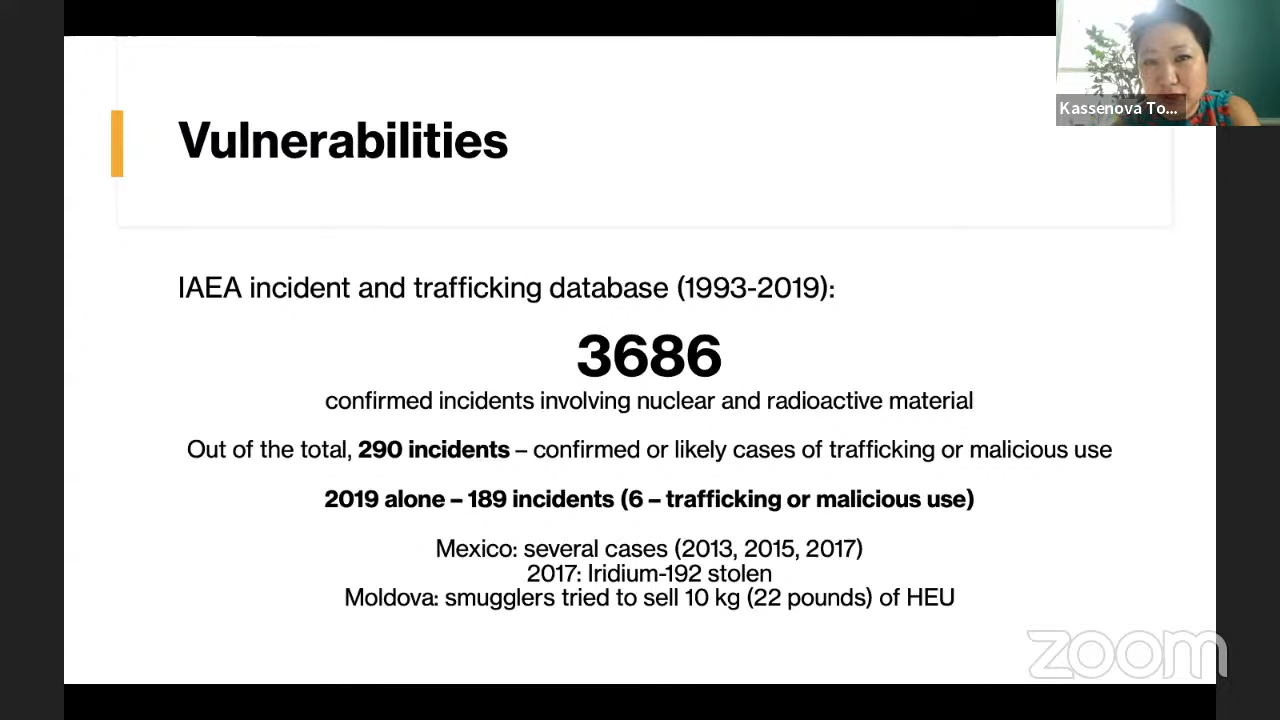 Kassenova To...
Vulnerabilities
IAEA incident and trafficking database (1993-2019):
3686
confirmed incidents involving nuclear and radioactive material
Out of the total, 290 incidents – confirmed or likely cases of trafficking or malicious use
2019 alone – 189 incidents (6 – trafficking or malicious use)
Mexico: several cases (2013, 2015, 2017)
2017: Iridium-192 stolen
Moldova: smugglers tried to sell 10 kg (22 pounds) of HEU
zoom